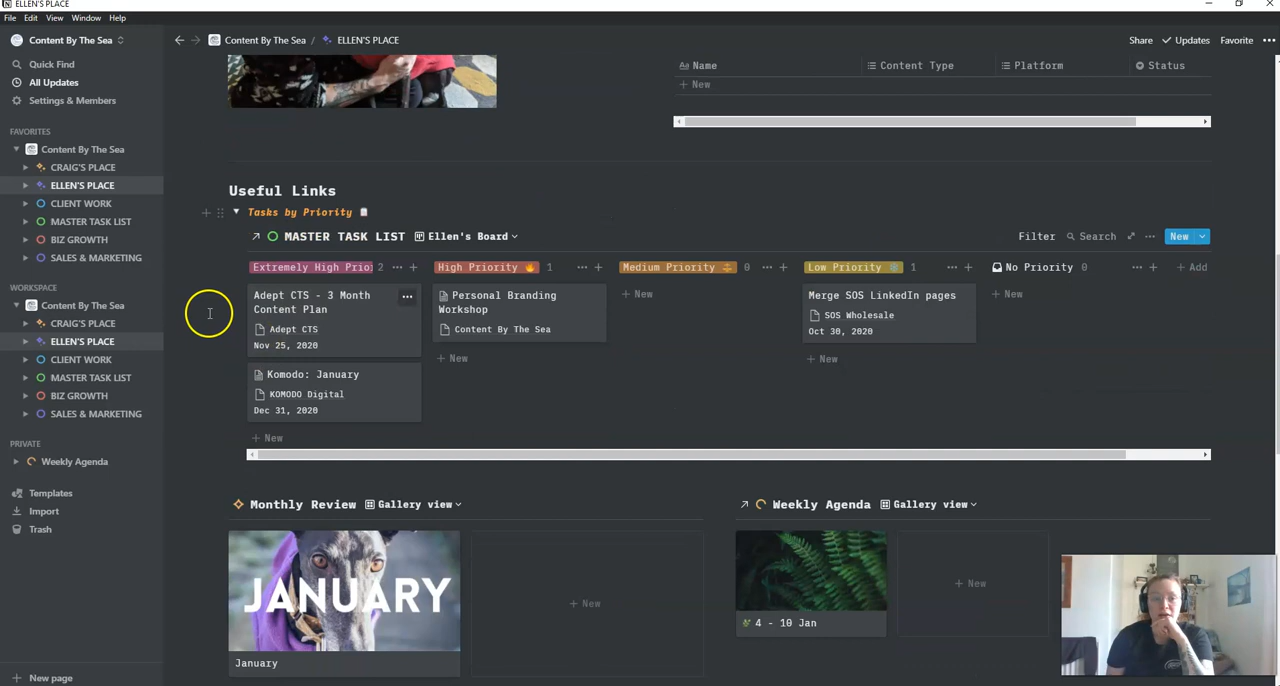 ELLEN'S PLACE
File Edit View Window Help
Content By The Sea
Content By The Sea / ELLEN'S PLACE
Share Updates Favorite
Quick Find
All Updates
Settings & Members
FAVORITES
Content By The Sea
CRAIG'S PLACE
ELLEN'S PLACE
CLIENT WORK
MASTER TASK LIST
BIZ GROWTH
SALES & MARKETING
WORKSPACE
Content By The Sea
CRAIG'S PLACE
ELLEN'S PLACE
CLIENT WORK
MASTER TASK LIST
BIZ GROWTH
SALES & MARKETING
PRIVATE
Weekly Agenda
Templates
Import
Trash
New page
Aa Name Content Type Platform Status
+ New
Useful Links
Tasks by Priority
MASTER TASK LIST Ellen's Board
Filter Search New
Extremely High Prior 2
High Priority 1
Medium Priority 0
Low Priority 1
No Priority 0
+ Add
Adept CTS - 3 Month
Content Plan
Adept CTS
Nov 25, 2020
Komodo: January
KOMODO Digital
Dec 31, 2020
+ New
Personal Branding
Workshop
Content By The Sea
+ New
+ New
Merge SOS LinkedIn pages
SOS Wholesale
Oct 30, 2020
+ New
+ New
Monthly Review Gallery view
JANUARY
January
+ New
Weekly Agenda Gallery view
4 - 10 Jan
+ New